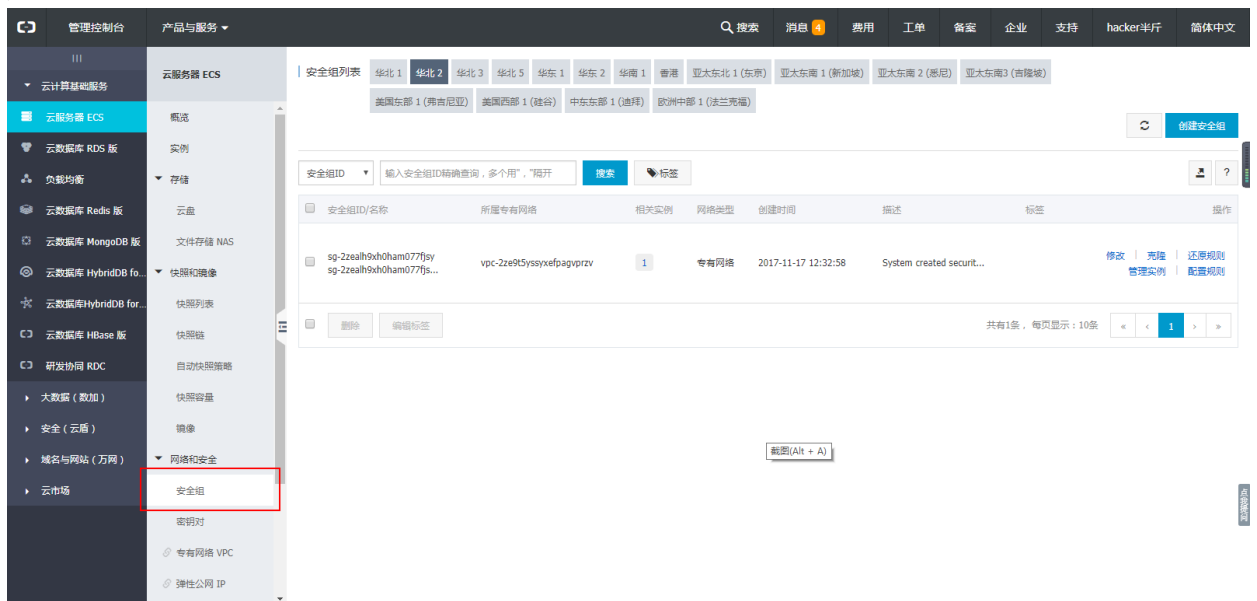 管理控制台 产品与服务 搜索 消息 4 费用 工单 备案 企业 支持 hacker半斤 简体中文
云计算基础服务
云服务器 ECS
云数据库 RDS 版
负载均衡
云数据库 Redis 版
云数据库 MongoDB 版
云数据库 HybridDB fo...
云数据库HybridDB for...
云数据库 HBase 版
研发协同 RDC
大数据（数加）
安全（云盾）
域名与网站（万网）
云市场
云服务器 ECS
概览
实例
存储
云盘
文件存储 NAS
快照和镜像
快照列表
快照链
自动快照策略
快照容量
镜像
网络和安全
安全组
密钥对
专有网络 VPC
弹性公网 IP
安全组列表 华北 1 华北 2 华北 3 华北 5 华东 1 华东 2 华南 1 香港 亚太东北 1 (东京) 亚太东南 1 (新加坡) 亚太东南 2 (悉尼) 亚太东南3 (吉隆坡)
美国东部 1 (弗吉尼亚) 美国西部 1 (硅谷) 中东东部 1 (迪拜) 欧洲中部 1 (法兰克福)
创建安全组
安全组ID 输入安全组ID精确查询，多个用"，"隔开 搜索 标签 ?
安全组ID/名称 所属专有网络 相关实例 网络类型 创建时间 描述 标签 操作
sg-2zealh9xh0ham077fjsy
sg-2zealh9xh0ham077fjs...
vpc-2ze9t5yssyxefpagvprzv 1 专有网络 2017-11-17 12:32:58 System created securit...
修改 克隆 还原规则
管理实例 配置规则
删除 编辑标签 共有1条，每页显示：10条 « ‹ 1 › »
截图(Alt + A)
点我提问